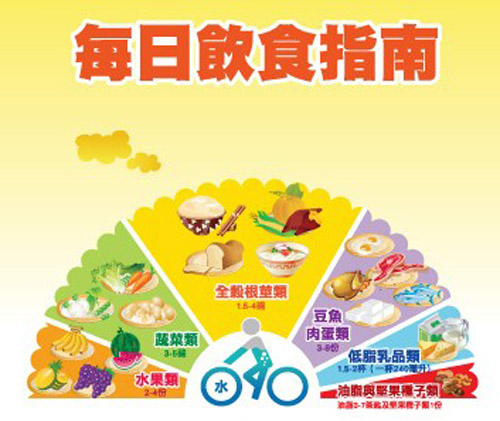 每日飲食指南
全穀根莖類
1.5-4碗
蔬菜類
3-5碟
水果類
2-4份
豆魚
肉蛋類
3-8份
低脂乳品類
1.5-2杯（一杯240毫升）
油脂與堅果種子類
油脂3-7茶匙及堅果種子類1份
水